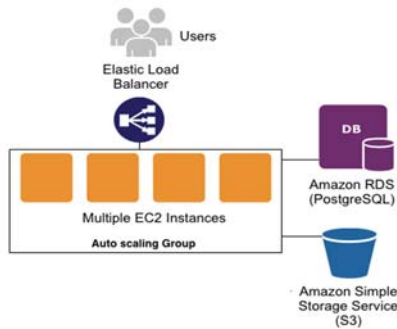 Users
Elastic Load
Balancer
DB
Amazon RDS
(PostgreSQL)
Multiple EC2 Instances
Auto scaling Group
Amazon Simple
Storage Service
(S3)